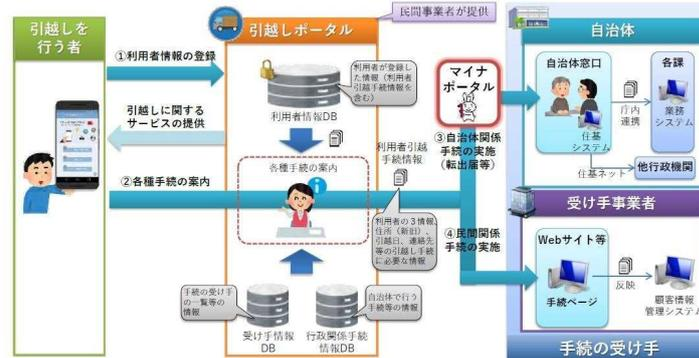 引越しを
行う者
①利用者情報の登録
引越しに関する
サービスの提供
②各種手続の案内
引越しポータル
民間事業者が提供
利用者が登録し
た情報（利用者
引越手続情報を
含む）
利用者情報DB
各種手続の案内
利用者引越
手続情報
利用者の３情報
住所（新旧）、
引越日、連絡先
等の引越し手続
に必要な情報
手続の受け手
の一覧等の
情報
受け手情報
DB
自治体で行う
手続等の情報
行政関係手続
情報DB
マイナ
ポータル
③自治体関係
手続の実施
（転出届等）
④民間関係
手続の実施
自治体
自治体窓口
住基
システム
庁内
連携
各課
業務
システム
住基ネット
他行政機関
受け手事業者
Webサイト等
手続ページ
反映
顧客情報
管理システム
手続の受け手